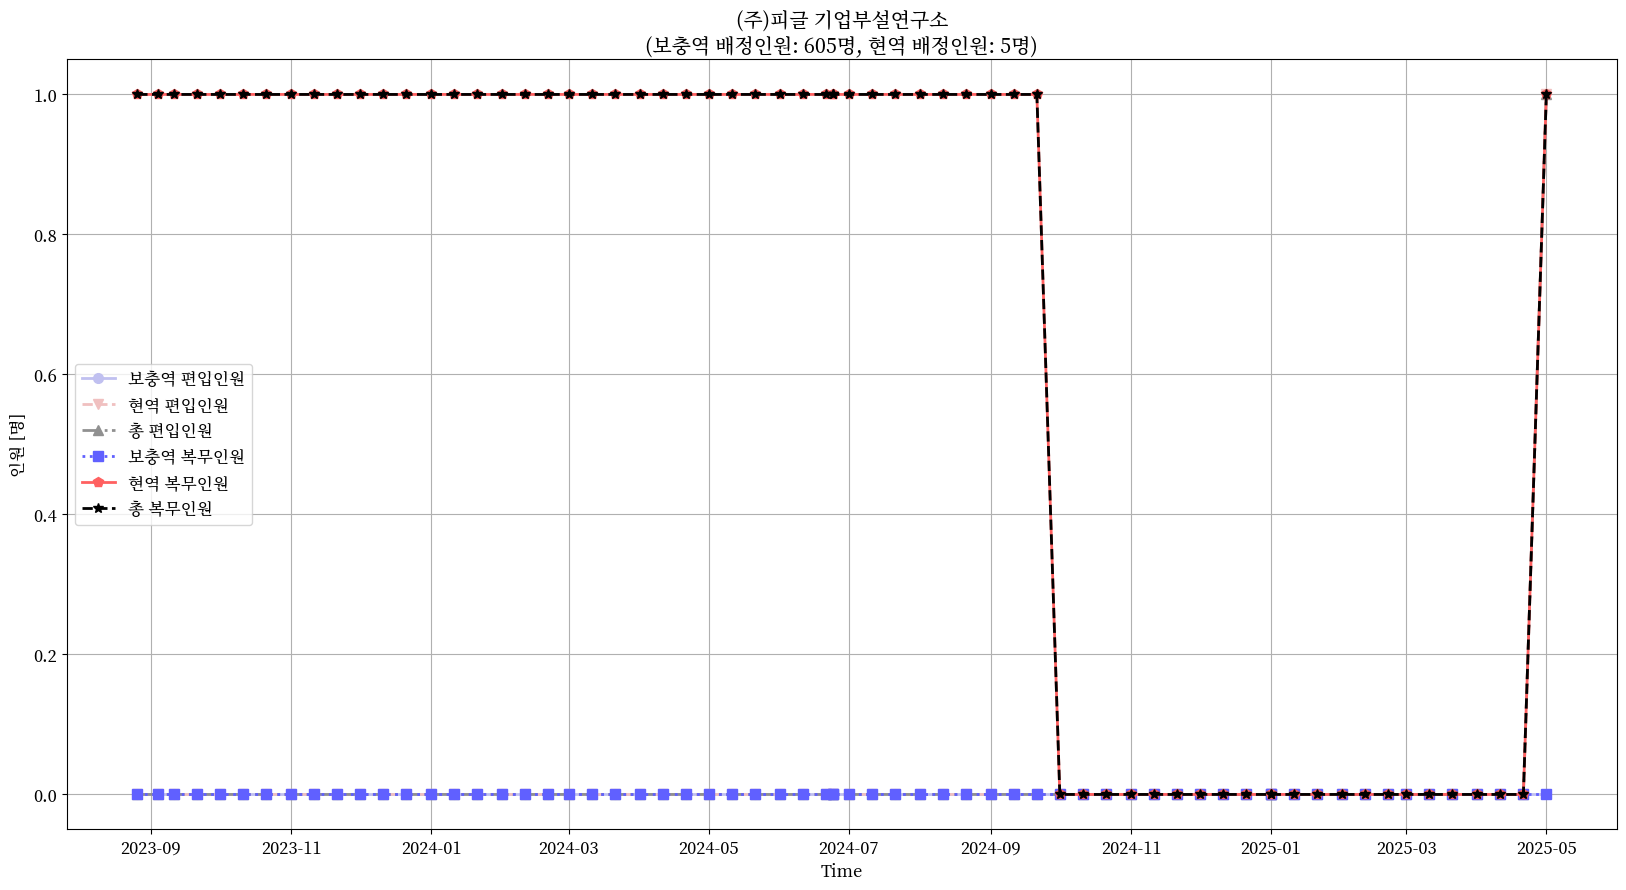 (주)피글 기업부설연구소
(보충역 배정인원: 605명, 현역 배정인원: 5명)
인원 [명]
1.0
0.8
0.6
0.4
0.2
0.0
보충역 편입인원
현역 편입인원
총 편입인원
보충역 복무인원
현역 복무인원
총 복무인원
2023-09 2023-11 2024-01 2024-03 2024-05 2024-07 2024-09 2024-11 2025-01 2025-03 2025-05
Time